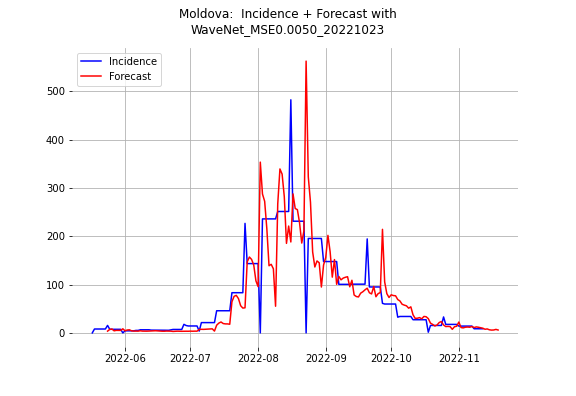 Moldova:  Incidence + Forecast with
WaveNet_MSE0.0050_20221023
Incidence
Forecast
500
400
300
200
100
0
2022-06 2022-07 2022-08 2022-09 2022-10 2022-11